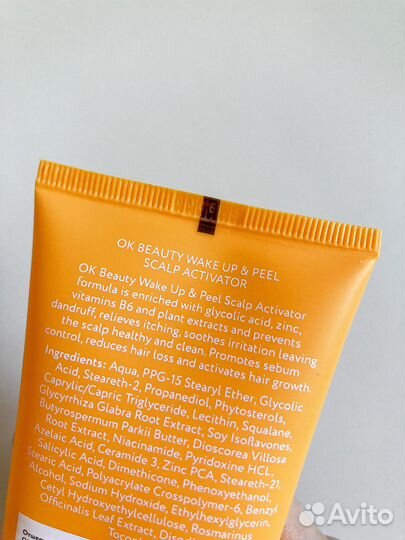 OK BEAUTY WAKE UP & PEEL
SCALP ACTIVATOR
OK Beauty Wake Up & Peel Scalp Activator
formula is enriched with glycolic acid, zinc,
vitamins B6 and plant extracts and prevents
dandruff, relieves itching, soothes irritation leaving
the scalp healthy and clean. Promotes sebum
control, reduces hair loss and activates hair growth.
Ingredients: Aqua, PPG-15 Stearyl Ether, Glycolic
Acid, Steareth-2, Propanediol, Phytosterols,
Caprylic/Capric Triglyceride, Lecithin, Squalane,
Glycyrrhiza Glabra Root Extract, Soy Isoflavones,
Butyrospermum Parkii Butter, Dioscorea Villosa
Root Extract, Niacinamide, Pyridoxine HCL,
Azelaic Acid, Ceramide 3, Zinc PCA, Steareth-21,
Salicylic Acid, Dimethicone, Phenoxyethanol,
Stearic Acid, Polyacrylate Crosspolymer-6, Benzyl
Alcohol, Sodium Hydroxide, Ethylhexylglycerin,
Cetyl Hydroxyethylcellulose, Rosmarinus
Officinalis Leaf Extract,
Avito